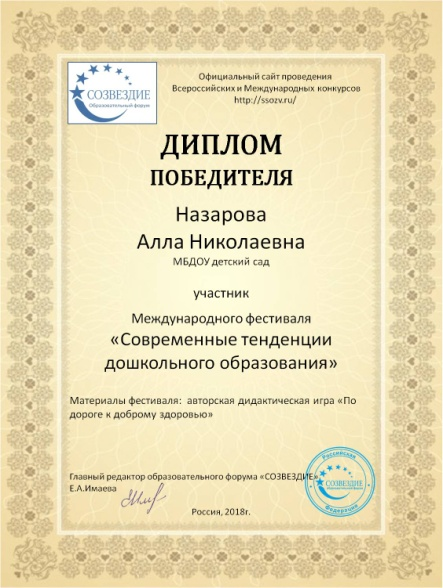 СОЗВЕЗДИЕ
Образовательный форум
Официальный сайт проведения
Всероссийских и Международных конкурсов
http://ssozv.ru/
ДИПЛОМ
ПОБЕДИТЕЛЯ
Назарова
Алла Николаевна
МБДОУ детский сад
участник
Международного фестиваля
«Современные тенденции
дошкольного образования»
Материалы фестиваля: авторская дидактическая игра «По
дороге к доброму здоровью»
Главный редактор образовательного форума «СОЗВЕЗДИЕ»
Е.А.Имаева
Российская
СОЗВЕЗДИЕ
Федерация
Россия, 2018г.